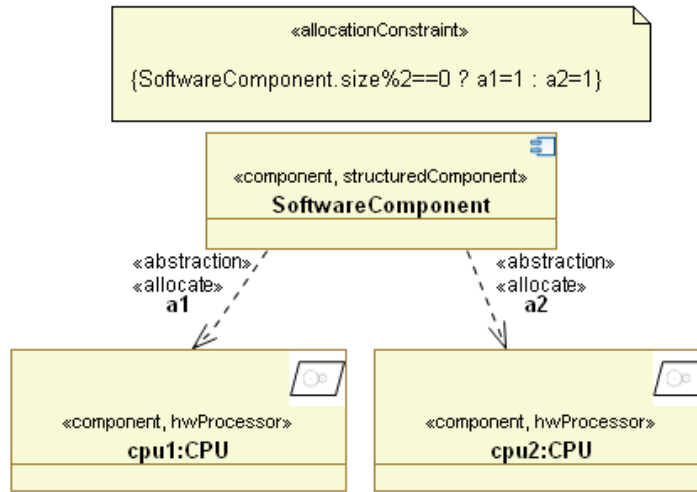 «allocationConstraint»
{SoftwareComponent.size%2==0 ? a1=1 : a2=1}
«component, structuredComponent»
SoftwareComponent
«abstraction»
«allocate»
a1
«abstraction»
«allocate»
a2
«component, hwProcessor»
cpu1:CPU
«component, hwProcessor»
cpu2:CPU